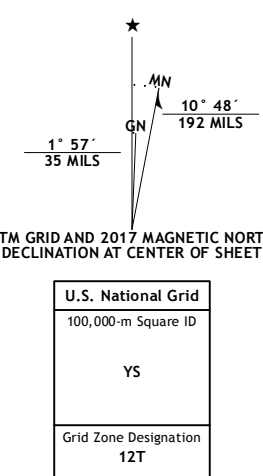 ★
MN
GN
10° 48´
192 MILS
1° 57´
35 MILS
TM GRID AND 2017 MAGNETIC NORT
DECLINATION AT CENTER OF SHEET
U.S. National Grid
100,000-m Square ID
YS
Grid Zone Designation
12T